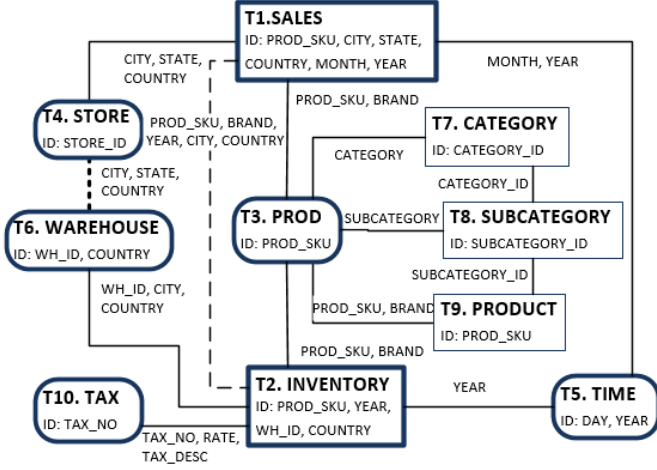 T1.SALES
ID: PROD_SKU, CITY, STATE,
COUNTRY, MONTH, YEAR
CITY, STATE,
COUNTRY
MONTH, YEAR
PROD_SKU, BRAND
T4. STORE
ID: STORE_ID
PROD_SKU, BRAND,
YEAR, CITY, COUNTRY
T7. CATEGORY
ID: CATEGORY_ID
CATEGORY
CITY, STATE,
COUNTRY
CATEGORY_ID
T6. WAREHOUSE
ID: WH_ID, COUNTRY
T3. PROD
ID: PROD_SKU
SUBCATEGORY
T8. SUBCATEGORY
ID: SUBCATEGORY_ID
SUBCATEGORY_ID
WH_ID, CITY,
COUNTRY
PROD_SKU, BRAND
T9. PRODUCT
ID: PROD_SKU
PROD_SKU, BRAND
T10. TAX
ID: TAX_NO
T2. INVENTORY
ID: PROD_SKU, YEAR,
WH_ID, COUNTRY
YEAR
T5. TIME
ID: DAY, YEAR
TAX_NO, RATE,
TAX_DESC